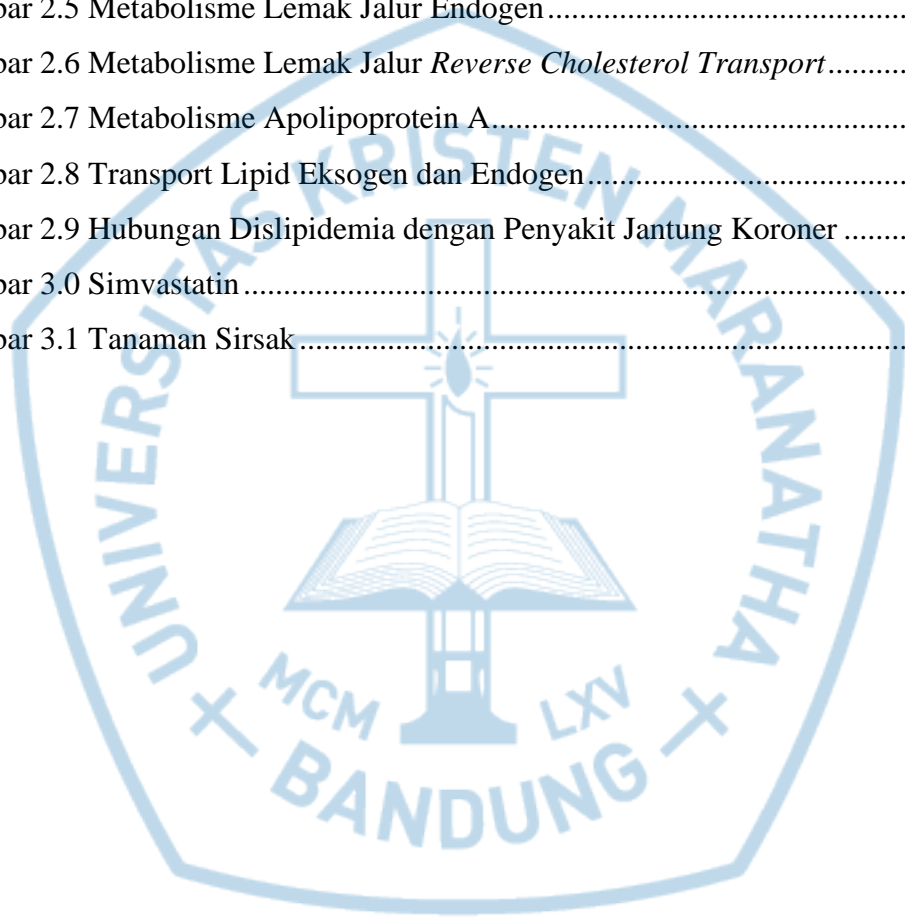 bar 2.5 Metabolisme Lemak Jalur Endogen........................................
bar 2.6 Metabolisme Lemak Jalur Reverse Cholesterol Transport..........
bar 2.7 Metabolisme Apolipoprotein A..............................................
bar 2.8 Transport Lipid Eksogen dan Endogen....................................
bar 2.9 Hubungan Dislipidemia dengan Penyakit Jantung Koroner ........
bar 3.0 Simvastatin.........................................................................
bar 3.1 Tanaman Sirsak....................................................................
UNIVERSITAS KRISTEN MARANATHA
MCM LXV
BANDUNG